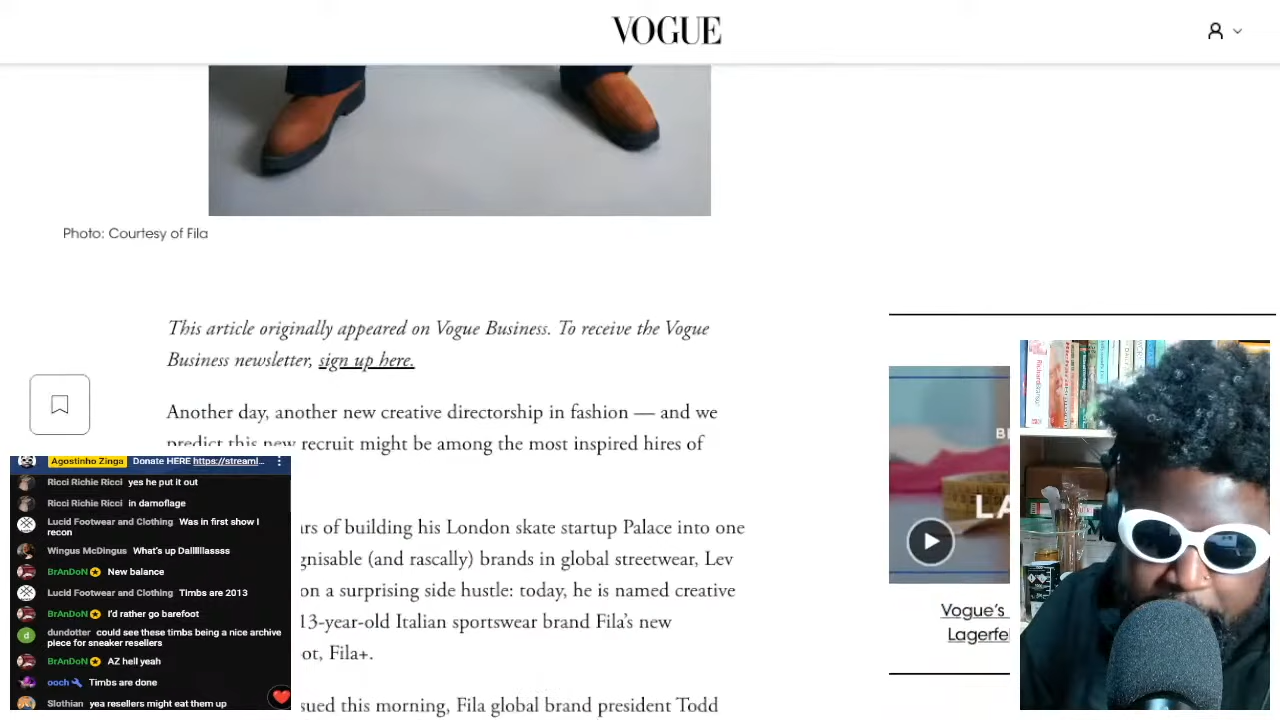 VOGUE
Photo: Courtesy of Fila
This article originally appeared on Vogue Business. To receive the Vogue
Business newsletter, sign up here.
Another day, another new creative directorship in fashion — and we
predict this new recruit might be among the most inspired hires of
rs of building his London skate startup Palace into one
gnisable (and rascally) brands in global streetwear, Lev
on a surprising side hustle: today, he is named creative
13-year-old Italian sportswear brand Fila's new
ot, Fila+.
sued this morning, Fila global brand president Todd
Agostinho Zinga Donate HERE https://streaml...
Ricci Richie Ricci yes he put it out
Ricci Richie Ricci in damoflage
Lucid Footwear and Clothing Was in first show I
recon
Wingus McDingus What's up Dallllllassss
BrAnDoN New balance
Lucid Footwear and Clothing Timbs are 2013
BrAnDoN I'd rather go barefoot
dundotter could see these timbs being a nice archive
piece for sneaker resellers
BrAnDoN AZ hell yeah
ooch Timbs are done
Slothian yea resellers might eat them up
LA
Vogue's
Lagerfe